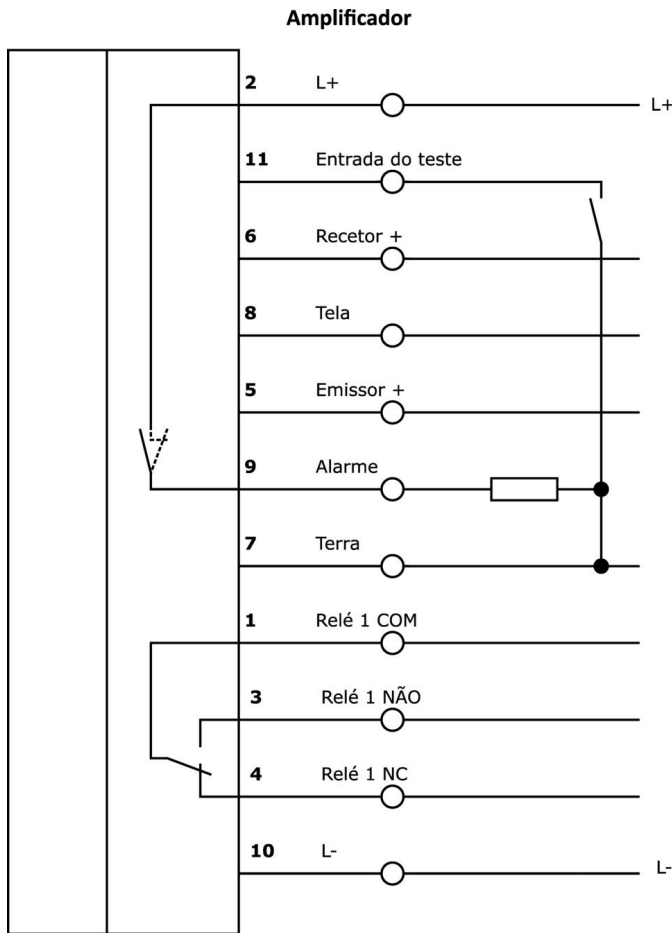 Amplificador
2 L+
L+
11 Entrada do teste
6 Recetor +
8 Tela
5 Emissor +
9 Alarme
7 Terra
1 Relé 1 COM
3 Relé 1 NÃO
4 Relé 1 NC
10 L-
L-